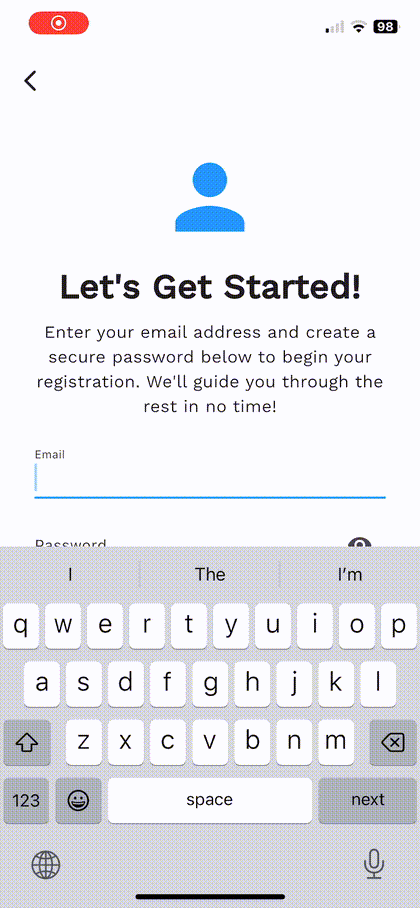 98
Let's Get Started!
Enter your email address and create a
secure password below to begin your
registration. We'll guide you through the
rest in no time!
Email
Password
I The I'm
q w e r t y u i o p
a s d f g h j k l
z x c v b n m
123 space next